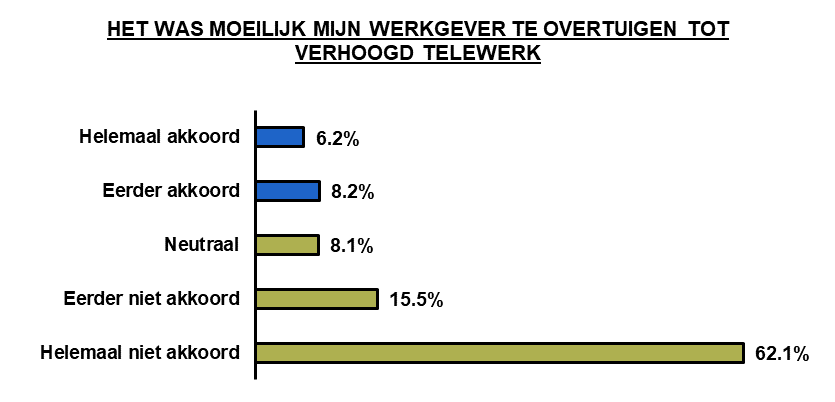 HET WAS MOEILIJK MIJN WERKGEVER TE OVERTUIGEN TOT
VERHOOGD TELEWERK
Helemaal akkoord 6.2%
Eerder akkoord 8.2%
Neutraal 8.1%
Eerder niet akkoord 15.5%
Helemaal niet akkoord 62.1%